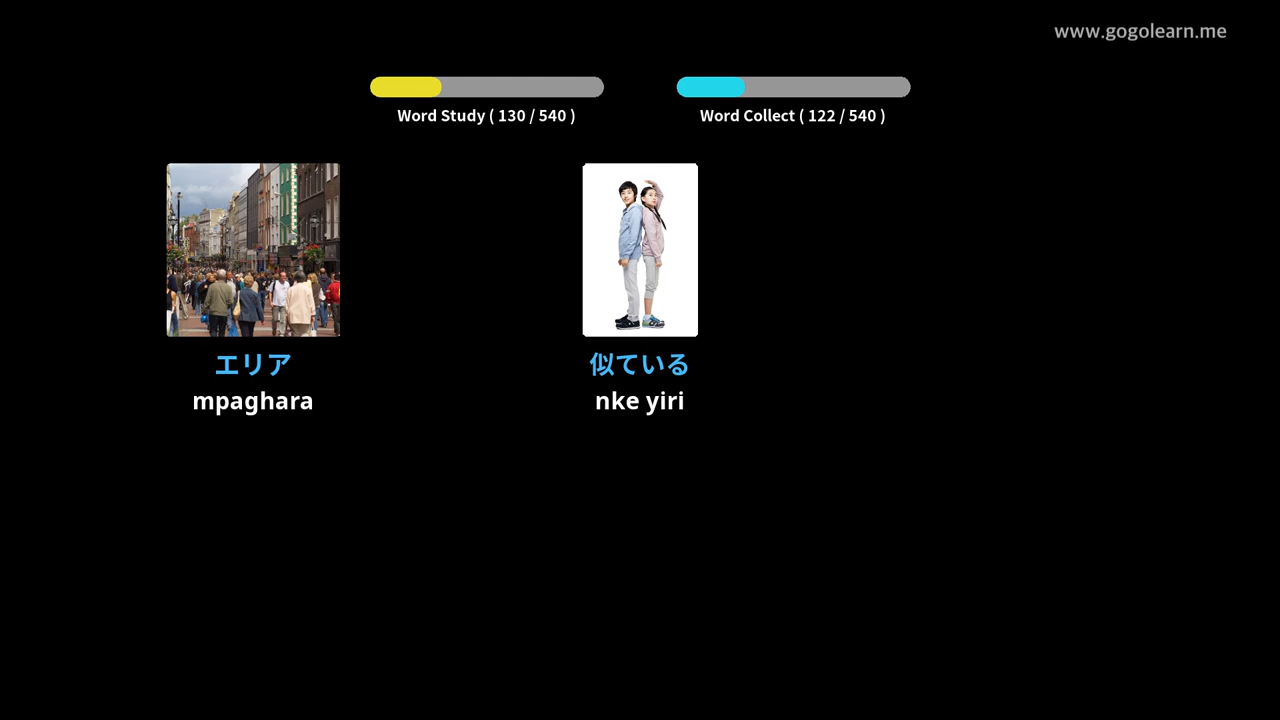 www.gogolearn.me
Word Study ( 130 / 540 )
Word Collect ( 122 / 540 )
エリア
mpaghara
似ている
nke yiri